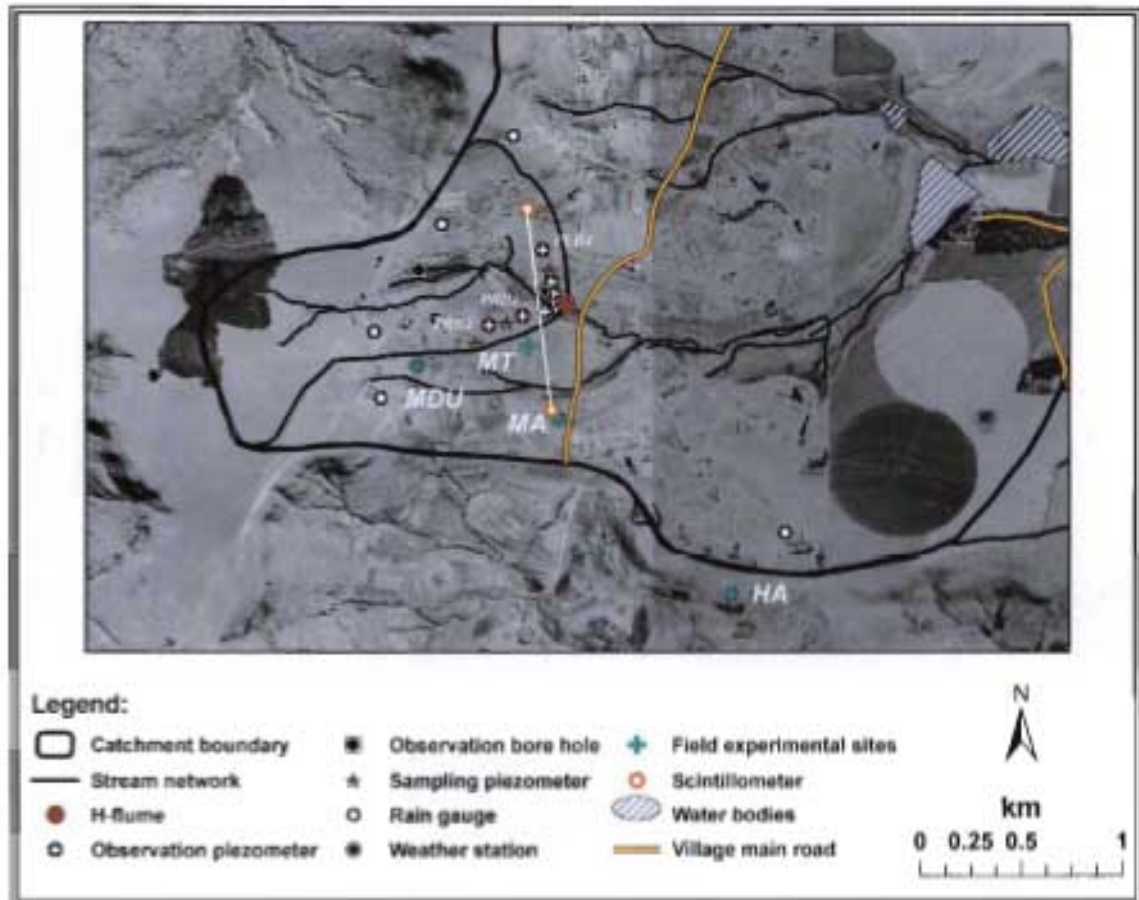 MT
MDU
MA
HA
Legend:
Catchment boundary
Stream network
H-flume
Observation piezometer
Observation bore hole
Sampling piezometer
Rain gauge
Weather station
Field experimental sites
Scintillometer
Water bodies
Village main road
N
km
0 0.25 0.5 1